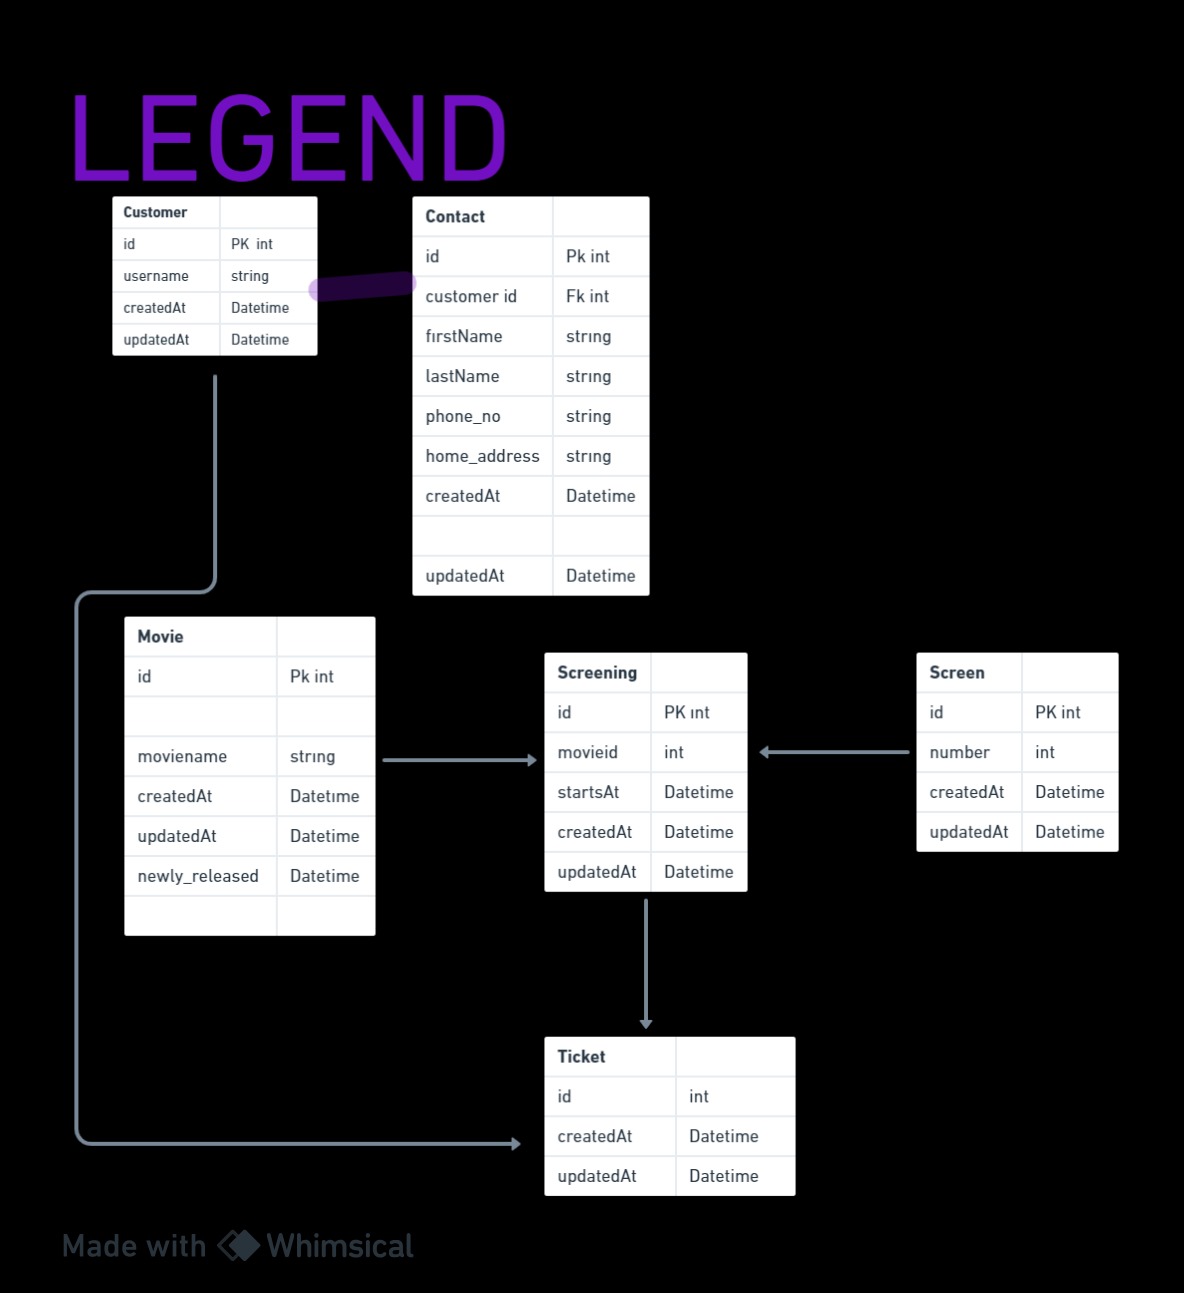 LEGEND
Customer
id PK int
username string
createdAt Datetime
updatedAt Datetime
Contact
id Pk int
customer id Fk int
firstName string
lastName string
phone_no string
home_address string
createdAt Datetime
updatedAt Datetime
Movie
id Pk int
moviename string
createdAt Datetime
updatedAt Datetime
newly_released Datetime
Screening
id PK int
movieid int
startsAt Datetime
createdAt Datetime
updatedAt Datetime
Screen
id PK int
number int
createdAt Datetime
updatedAt Datetime
Ticket
id int
createdAt Datetime
updatedAt Datetime
Made with Whimsical